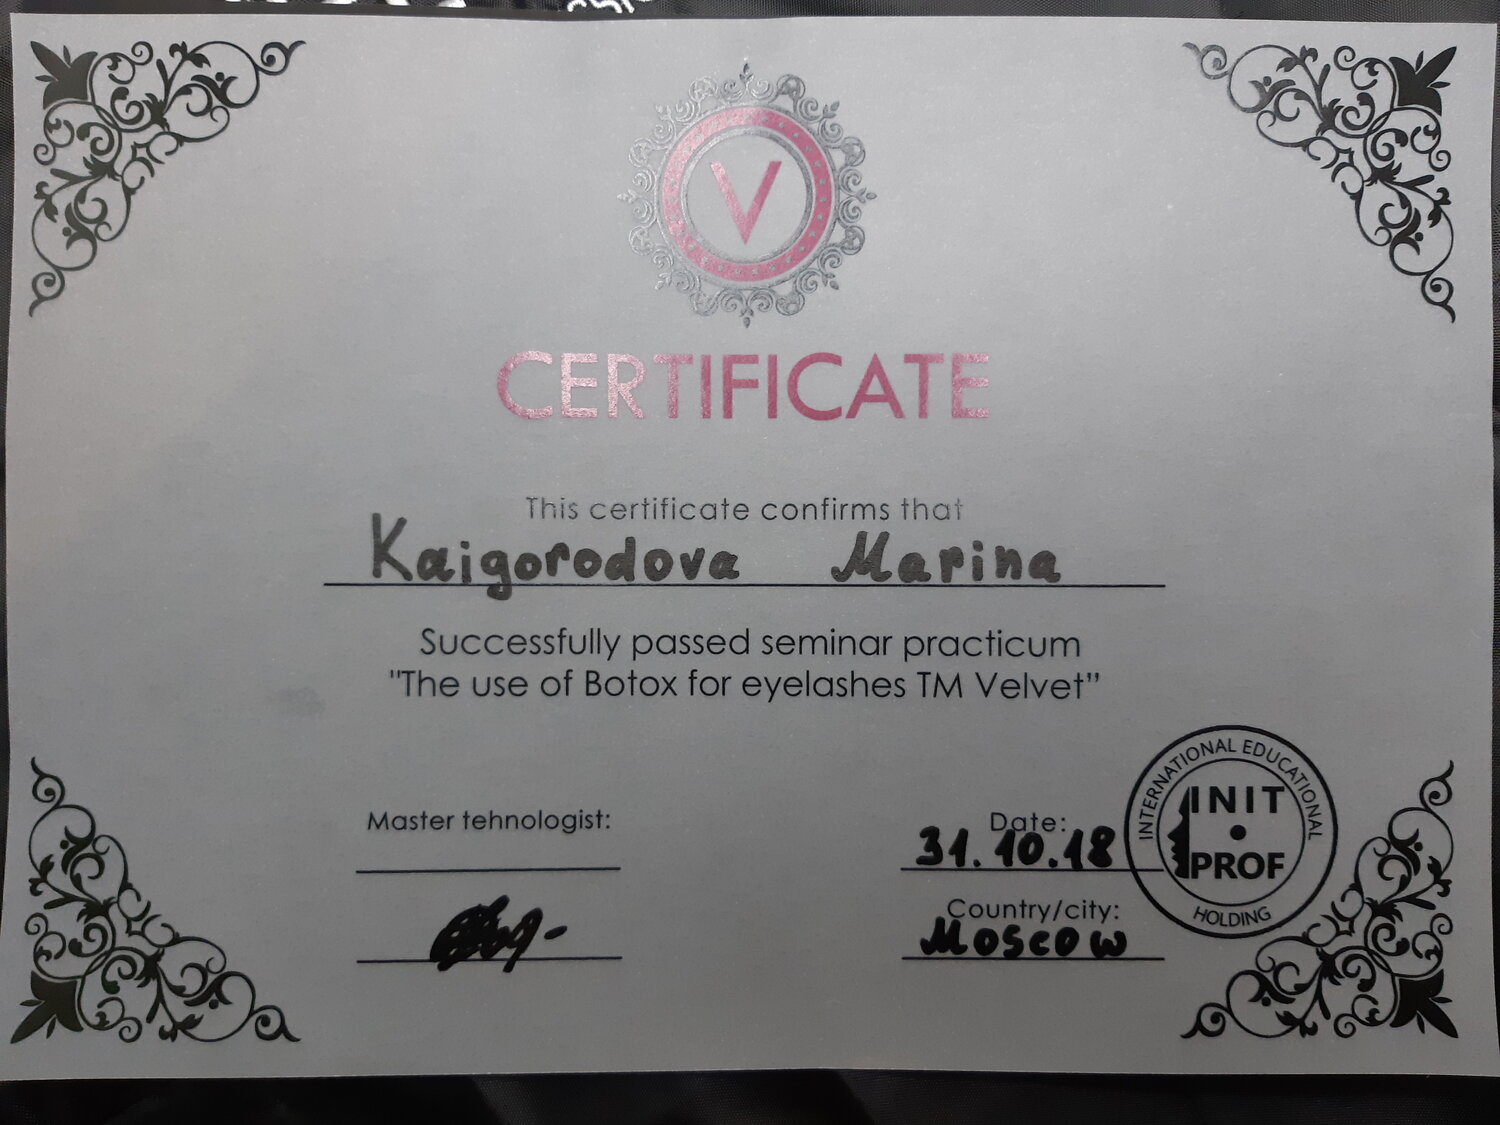 V
CERTIFICATE
This certificate confirms that
Kaigorodova Marina
Successfully passed seminar practicum
"The use of Botox for eyelashes TM Velvet"
Master tehnologist:
Date:
31.10.18
Country/city:
Moscow
INTERNATIONAL EDUCATIONAL
INIT
PROF
HOLDING